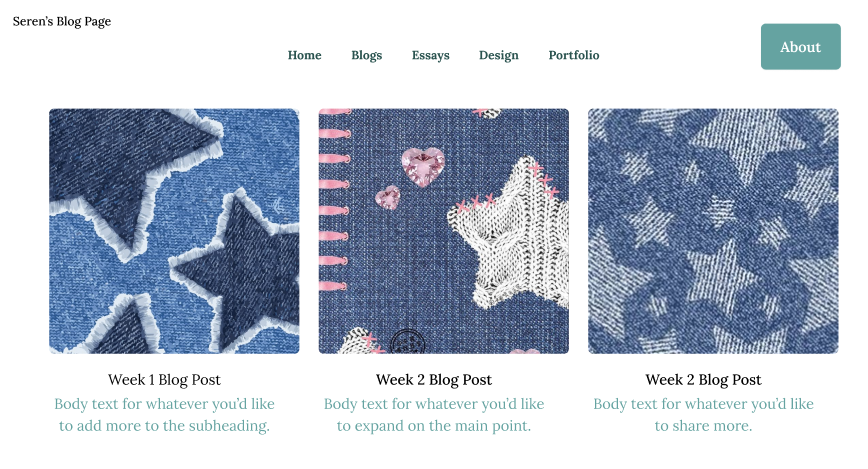 Seren’s Blog Page
Home Blogs Essays Design Portfolio
About
Week 1 Blog Post
Body text for whatever you’d like
to add more to the subheading.
Week 2 Blog Post
Body text for whatever you’d like
to expand on the main point.
Week 2 Blog Post
Body text for whatever you’d like
to share more.